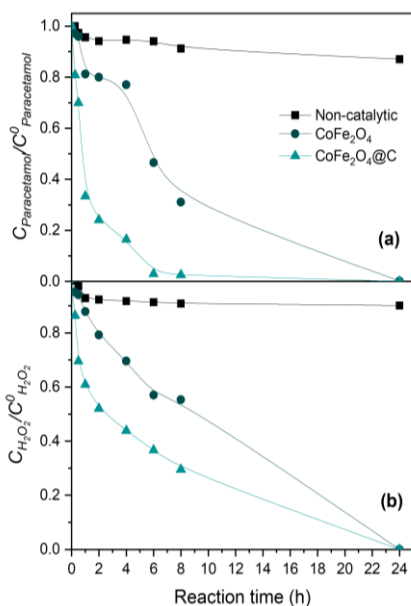 C_Paracetamol/C^0_Paracetamol
1.0
0.8
0.6
0.4
0.2
0.0
Non-catalytic
CoFe₂O₄
CoFe₂O₄@C
(a)
C_H₂O₂/C^0_H₂O₂
0.8
0.6
0.4
0.2
0.0
(b)
0 2 4 6 8 10 12 14 16 18 20 22 24
Reaction time (h)